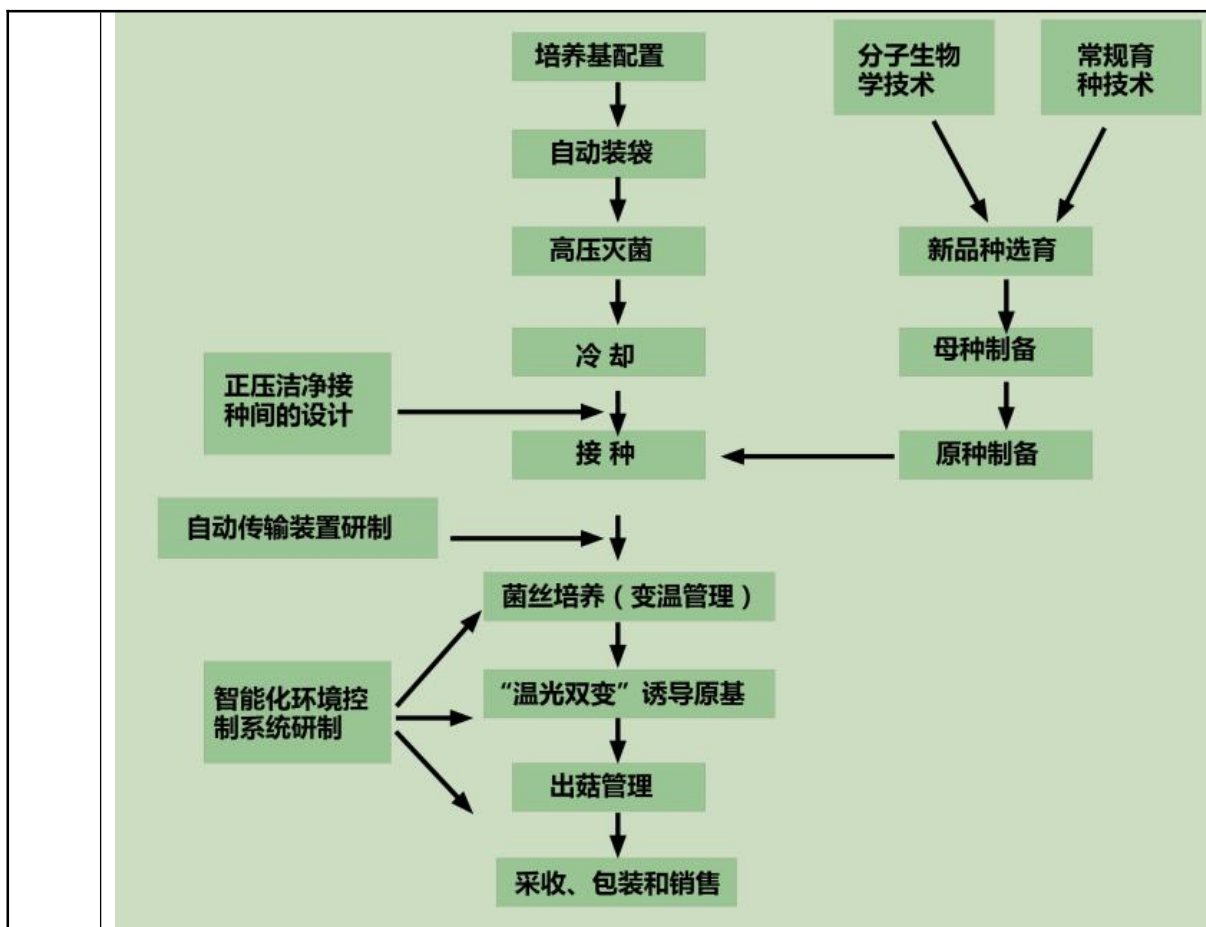 培养基配置
分子生物
学技术
常规育
种技术
自动装袋
高压灭菌
新品种选育
冷 却
母种制备
正压洁净接
种间的设计
接 种
原种制备
自动传输装置研制
菌丝培养（变温管理）
智能化环境控
制系统研制
“温光双变”诱导原基
出菇管理
采收、包装和销售